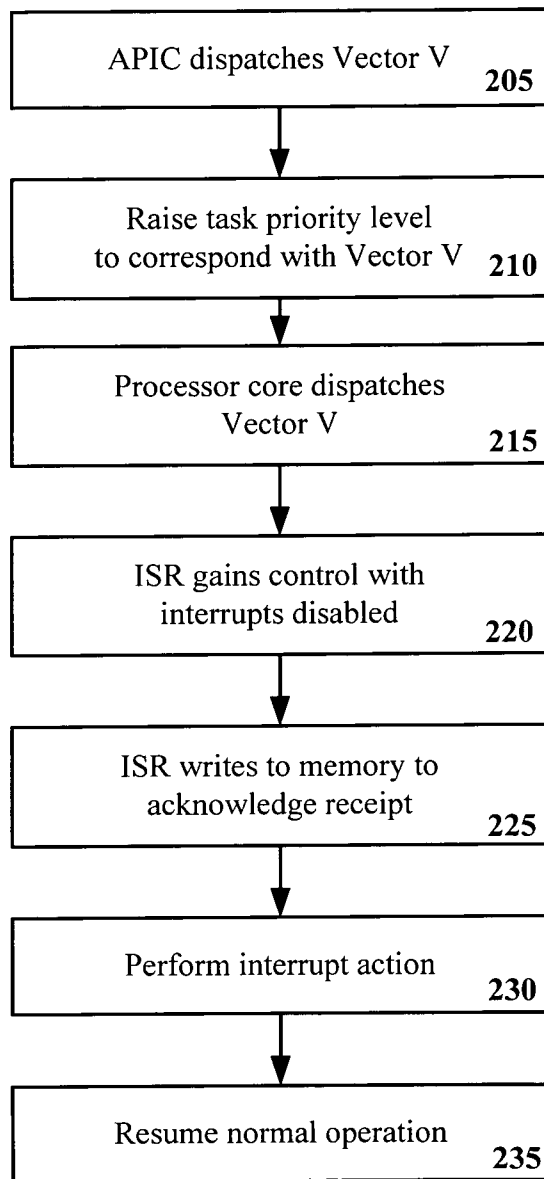 APIC dispatches Vector V
205
Raise task priority level
to correspond with Vector V
210
Processor core dispatches
Vector V
215
ISR gains control with
interrupts disabled
220
ISR writes to memory to
acknowledge receipt
225
Perform interrupt action
230
Resume normal operation
235